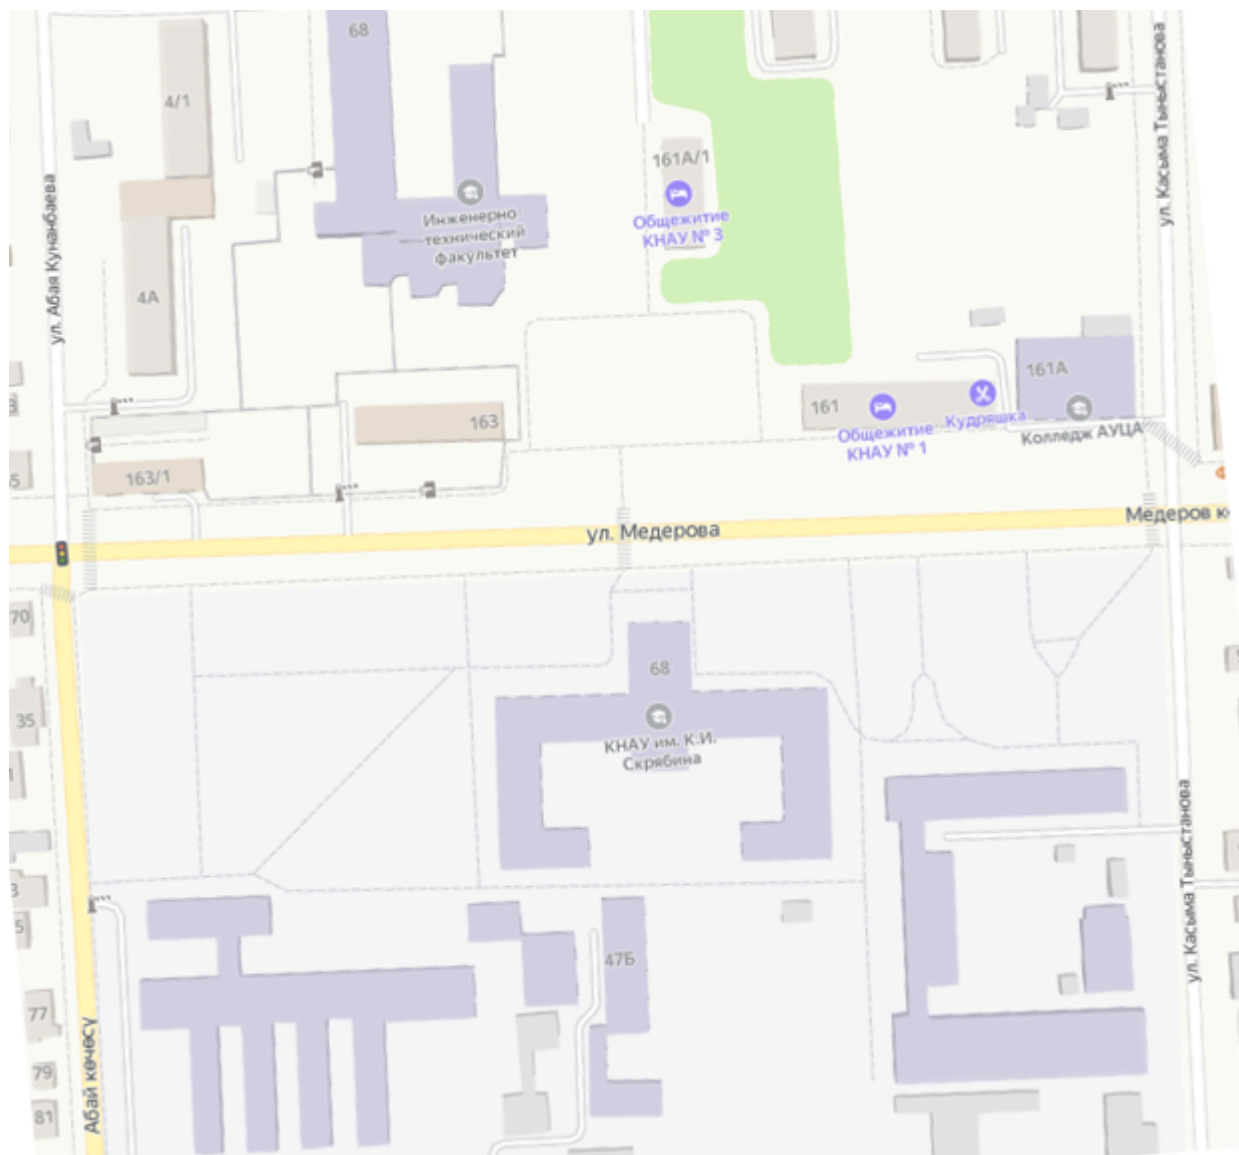 68
4/1
ул. Касыма Тыныстанова
161А/1
ул. Абая Кунанбаева
Общежитие
КНАУ № 3
Инженерно-
технический
факультет
4А
161А
161
Кудряшка
163
Общежитие
КНАУ № 1
Колледж АУЦА
163/1
ул. Медерова
Медеров к
70
68
35
КНАУ им. К.И.
Скрябина
ул. Касыма Тыныстанова
47Б
77
Абай көчөсү
79
81